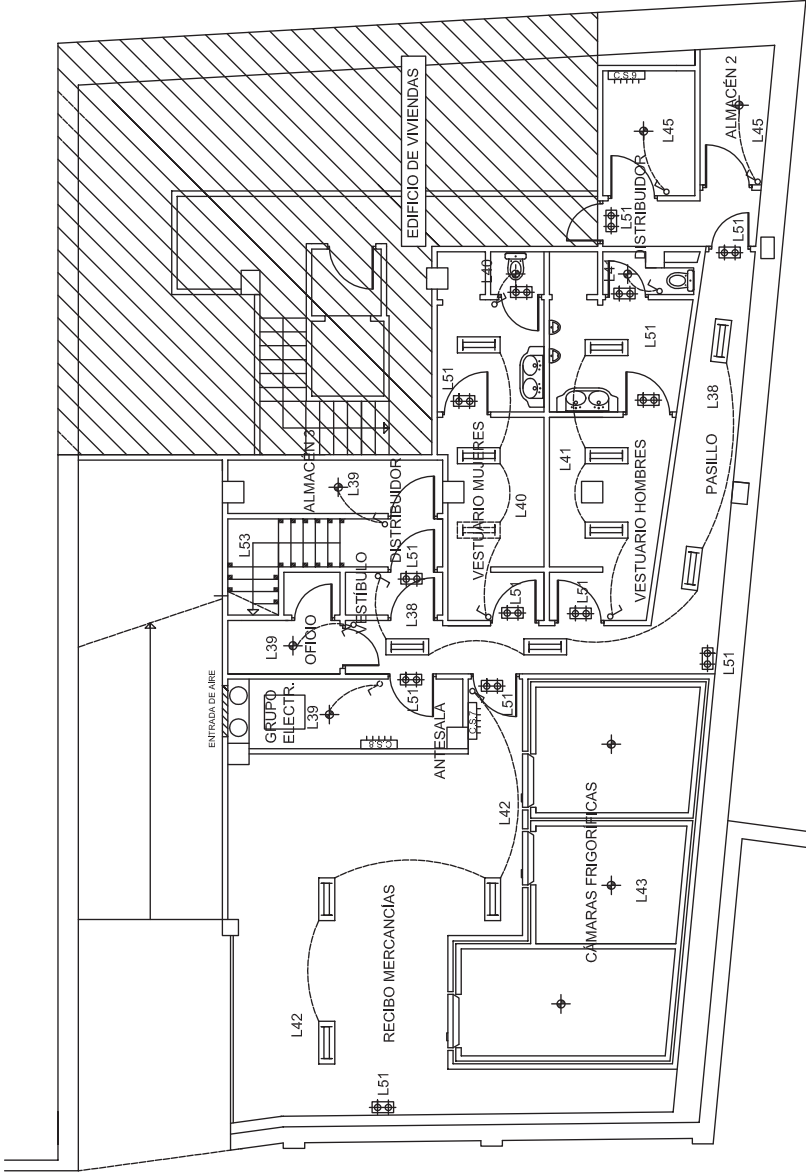 EDIFICIO DE VIVIENDAS
C.S.9
L45
ALMACÉN 2
L45
L51
DISTRIBUIDOR
L51
L40
L41
L51
L51
L38
PASILLO
ALMACÉN 3
L39
DISTRIBUIDOR
L53
VESTUARIO MUJERES
L40
L41
VESTUARIO HOMBRES
L51
VESTÍBULO
L38
L51
L51
OFICIO
L39
ENTRADA DE AIRE
GRUPO
ELECTR.
L39
C.S.8
L51
ANTESALA
C.S.7
L51
L51
L42
CÁMARAS FRIGORÍFICAS
L43
RECIBO MERCANCÍAS
L42
L51